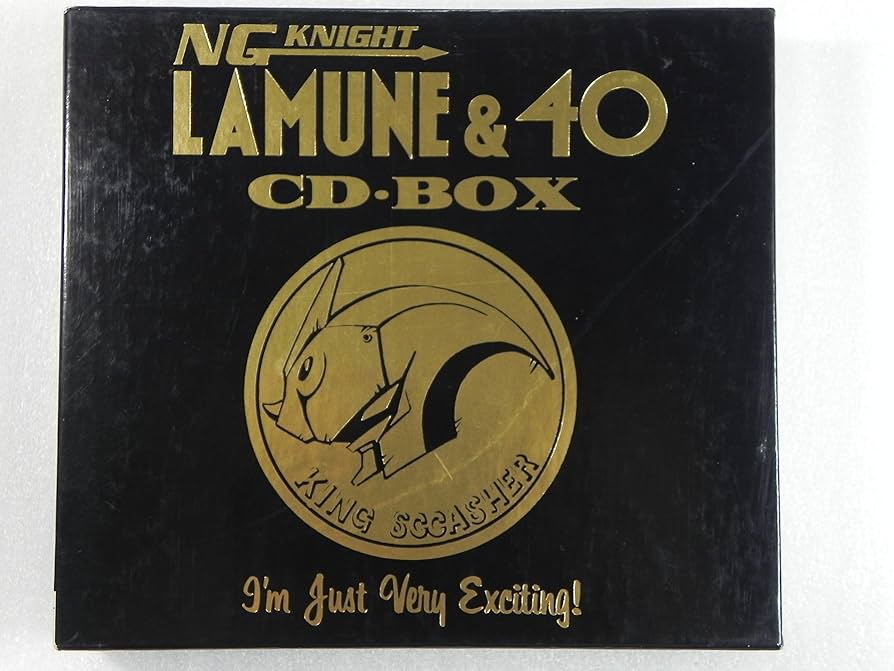 NG KNIGHT
LAMUNE & 40
CD·BOX
KING SCCASHER
I'm Just Very Exciting!